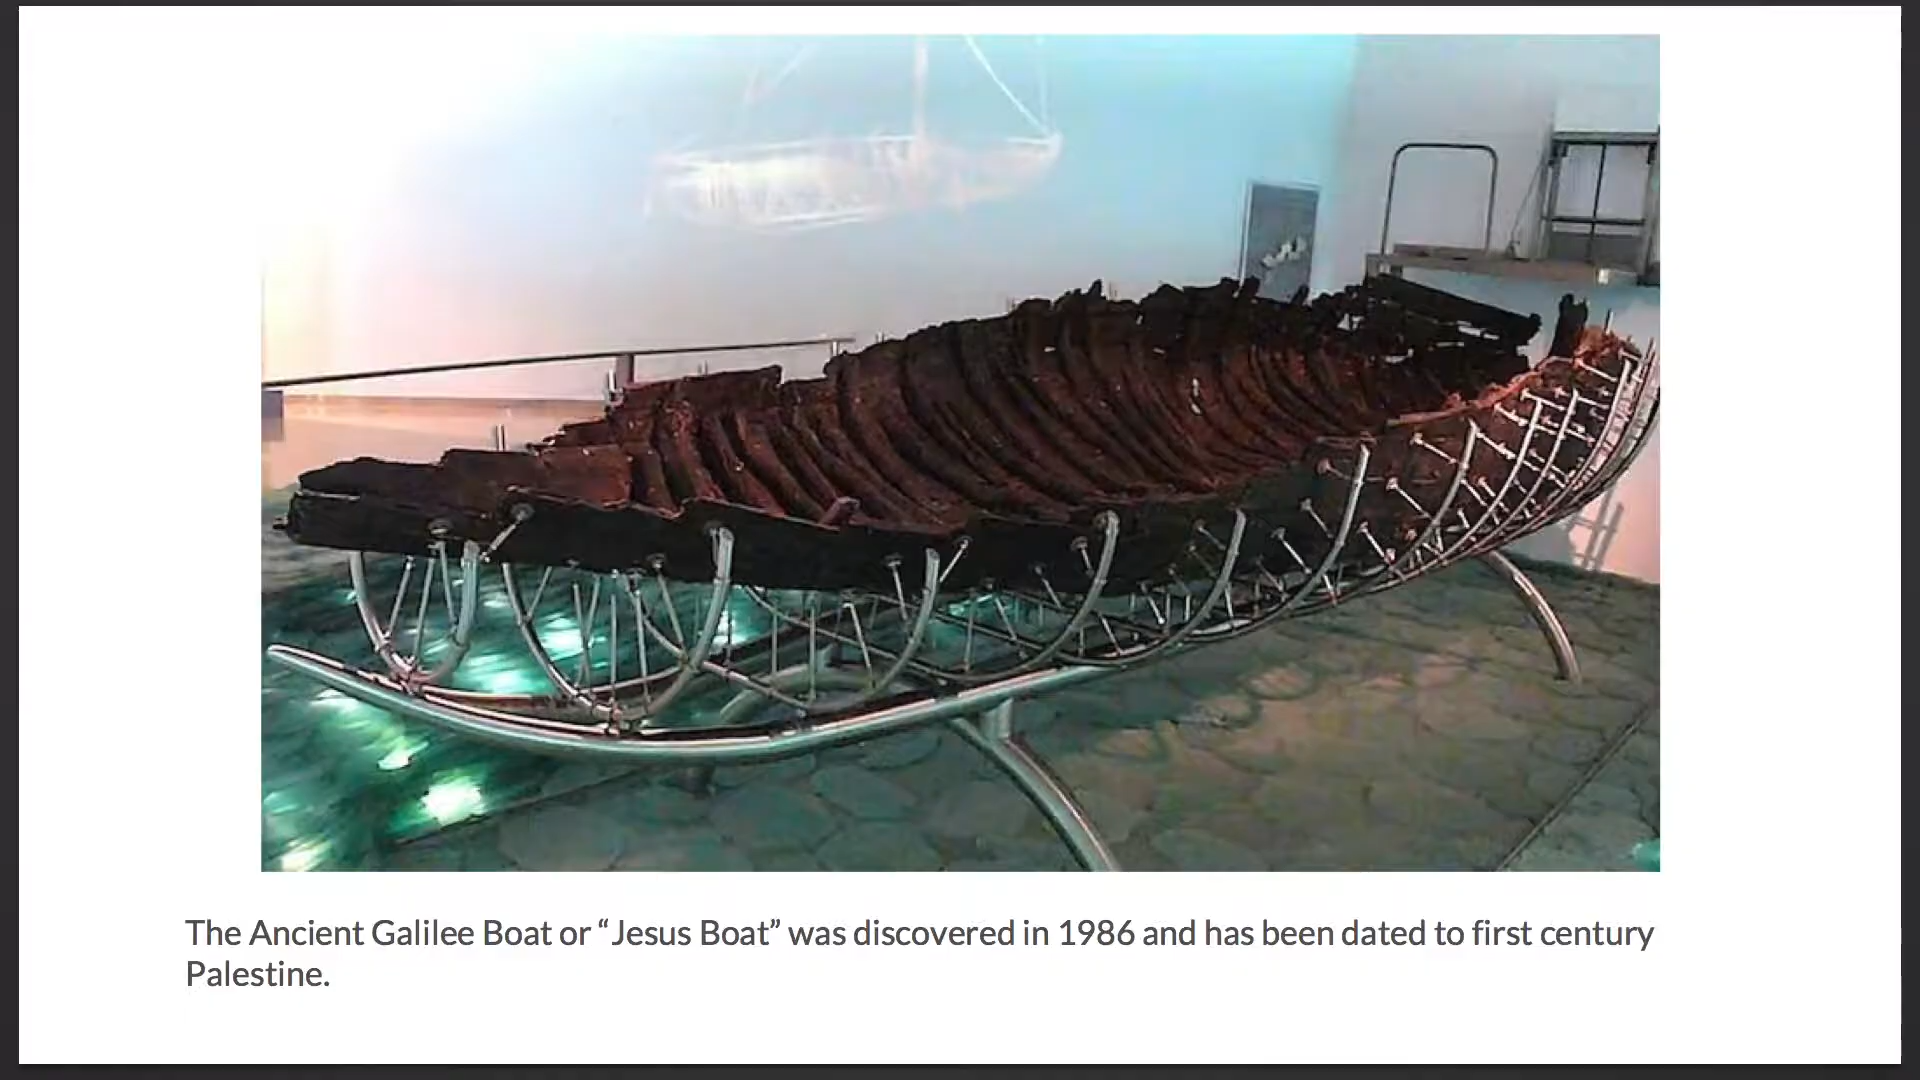 The Ancient Galilee Boat or “Jesus Boat” was discovered in 1986 and has been dated to first century
Palestine.